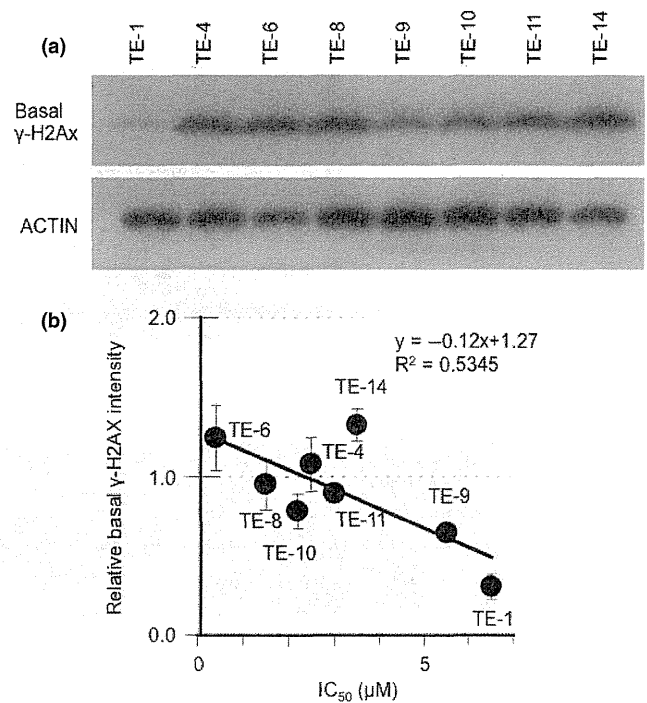 (a)
TE-1 TE-4 TE-6 TE-8 TE-9 TE-10 TE-11 TE-14
Basal
γ-H2Ax
ACTIN
(b)
Relative basal γ-H2AX intensity
2.0
1.0
0.0
y = –0.12x+1.27
R² = 0.5345
TE-14
TE-6
TE-4
TE-9
TE-8
TE-11
TE-10
TE-1
0 5
IC₅₀ (μM)